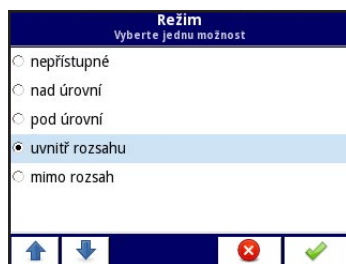 Režim
Vyberte jednu možnost
nepřístupné
nad úrovní
pod úrovní
uvnitř rozsahu
mimo rozsah